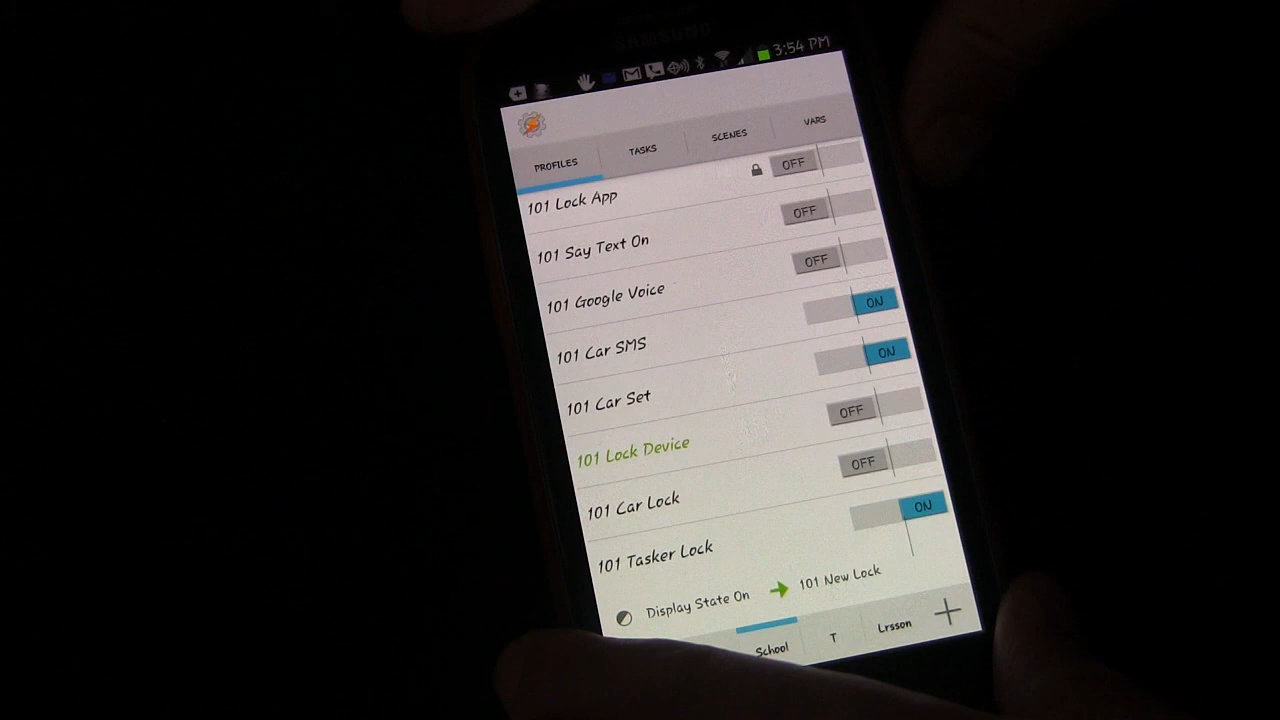 SAMSUNG
3:54 PM
PROFILES TASKS SCENES VARS
OFF
101 Lock App
OFF
101 Say Text On
OFF
101 Google Voice
ON
101 Car SMS
ON
101 Car Set
OFF
101 Lock Device
OFF
101 Car Lock
ON
101 Tasker Lock
Display State On 101 New Lock
School T Lrsson